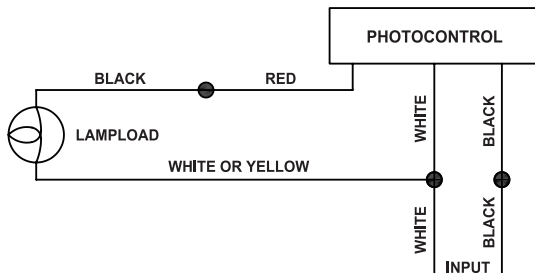 PHOTOCONTROL
BLACK
RED
WHITE
BLACK
LAMPLOAD
WHITE OR YELLOW
WHITE
BLACK
INPUT